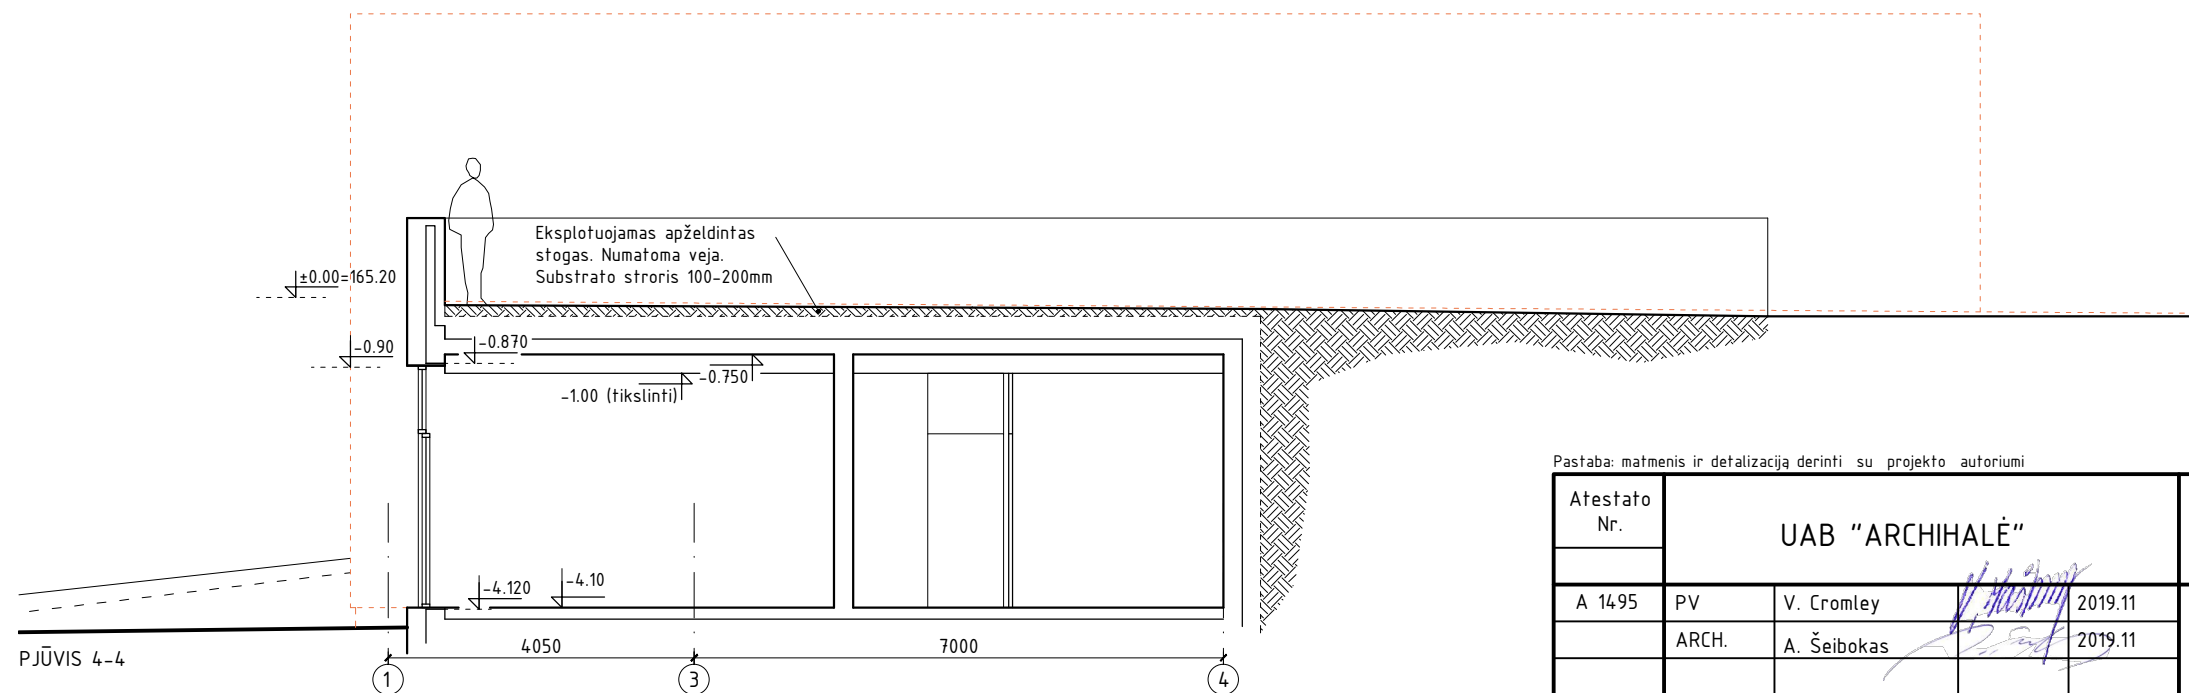 Eksplotuojamas apželdintas
stogas. Numatoma veja.
Substrato stroris 100-200mm
±0.00=165.20
-0.90
-0.870
-0.750
-1.00 (tikslinti)
-4.120
-4.10
4050
7000
PJŪVIS 4-4
1
3
4
Pastaba: matmenis ir detalizaciją derinti su projekto autoriumi
Atestato
Nr.
UAB "ARCHIHALĖ"
A 1495 PV V. Cromley 2019.11
ARCH. A. Šeibokas 2019.11